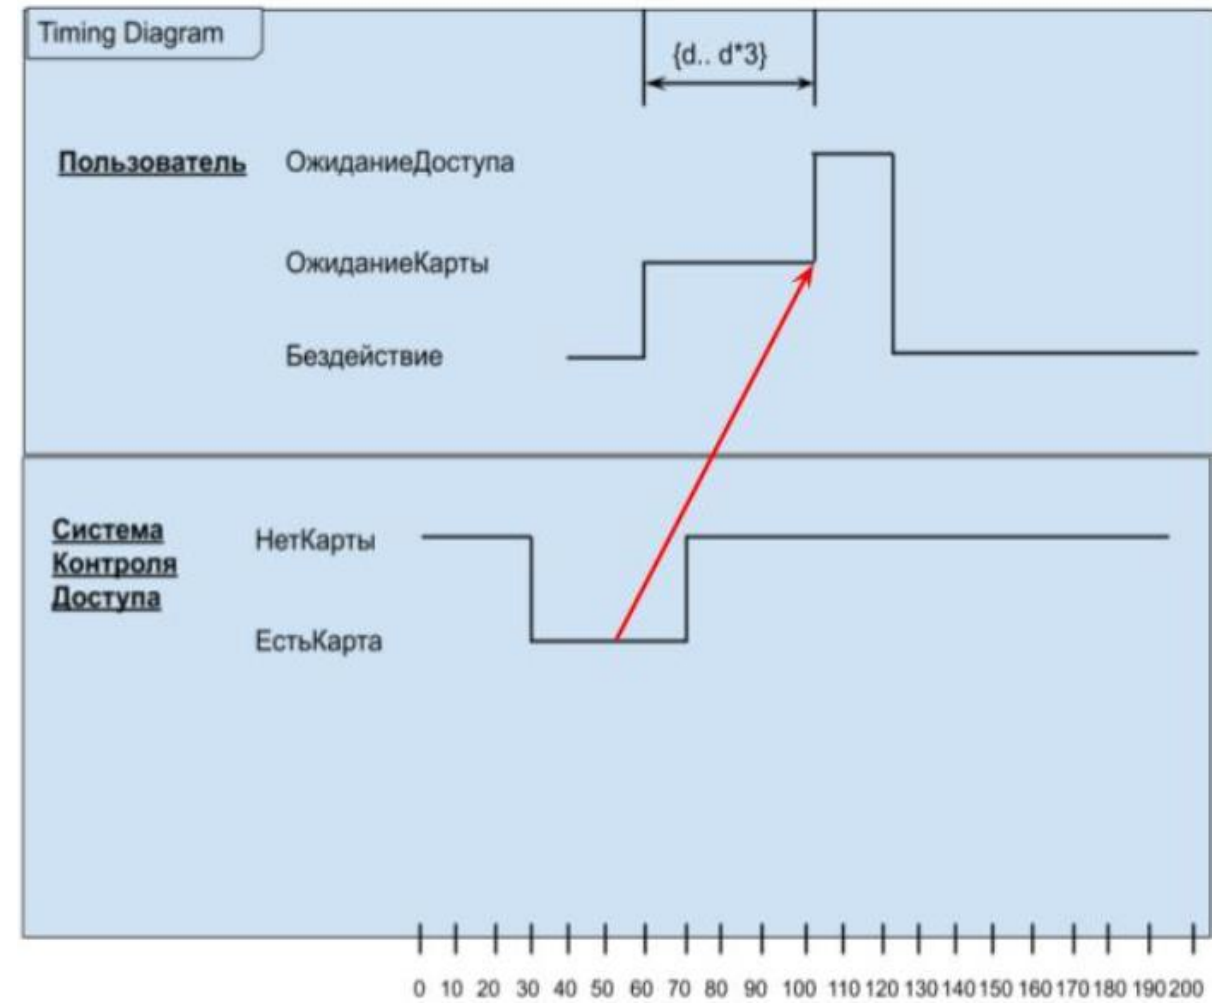 Timing Diagram
{d.. d*3}
Пользователь ОжиданиеДоступа
ОжиданиеКарты
Бездействие
Система
Контроля
Доступа
НетКарты
ЕстьКарта
0 10 20 30 40 50 60 70 80 90 100 110 120 130 140 150 160 170 180 190 200